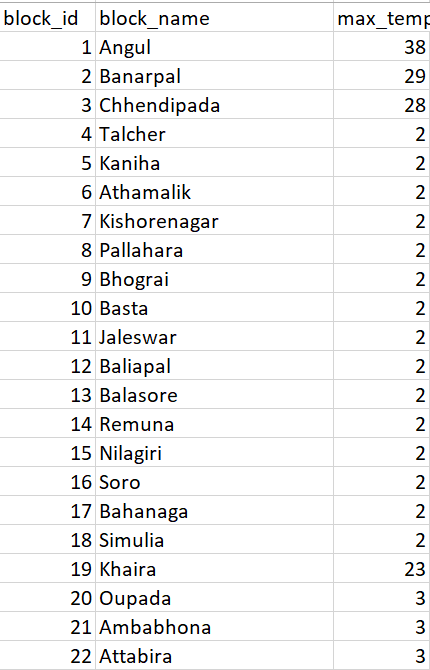 block_id block_name max_temp
1 Angul 38
2 Banarpal 29
3 Chhendipada 28
4 Talcher 2
5 Kaniha 2
6 Athamalik 2
7 Kishorenagar 2
8 Pallahara 2
9 Bhograi 2
10 Basta 2
11 Jaleswar 2
12 Baliapal 2
13 Balasore 2
14 Remuna 2
15 Nilagiri 2
16 Soro 2
17 Bahanaga 2
18 Simulia 2
19 Khaira 23
20 Oupada 3
21 Ambabhona 3
22 Attabira 3